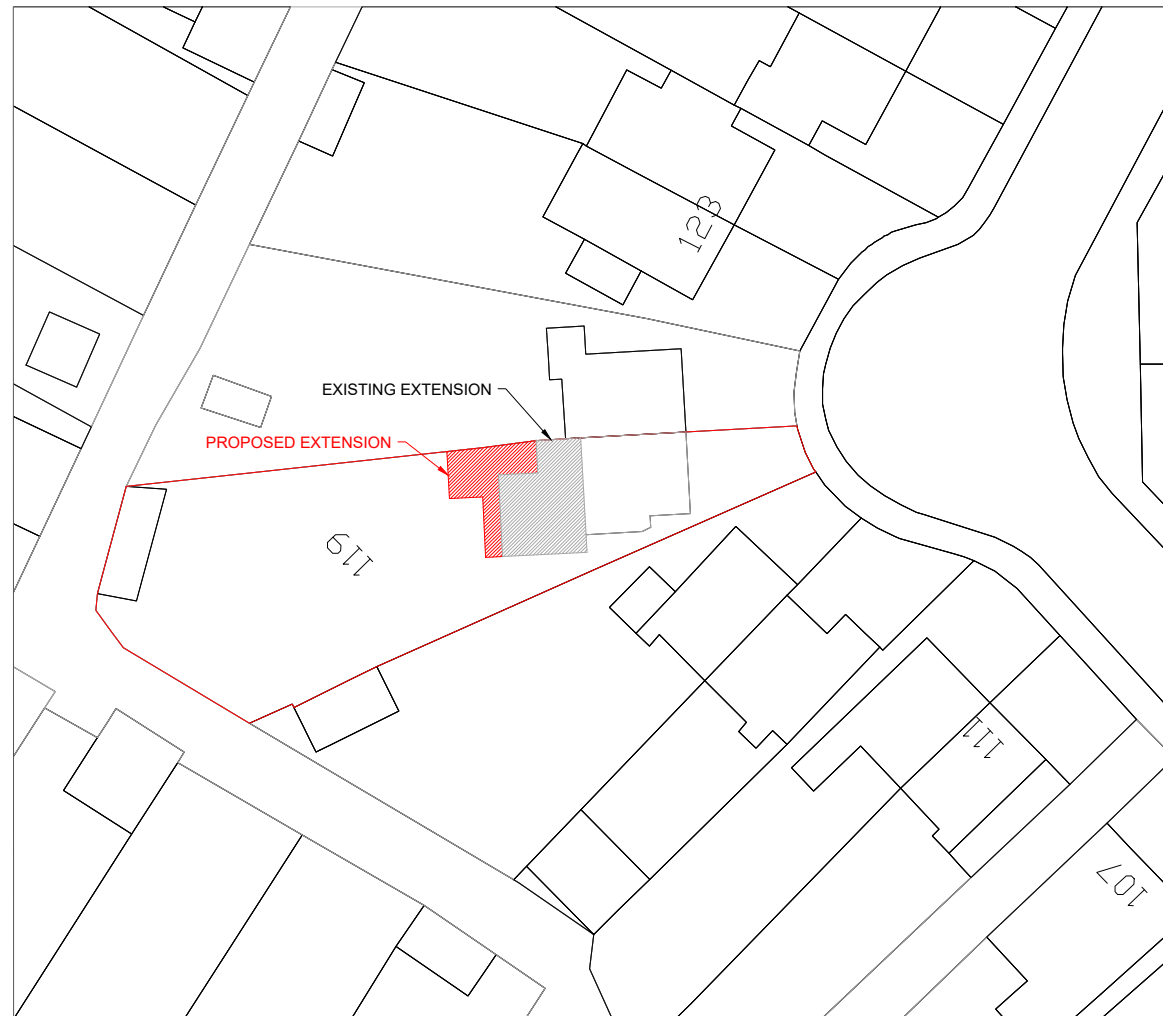 123
EXISTING EXTENSION
PROPOSED EXTENSION
119
111
107